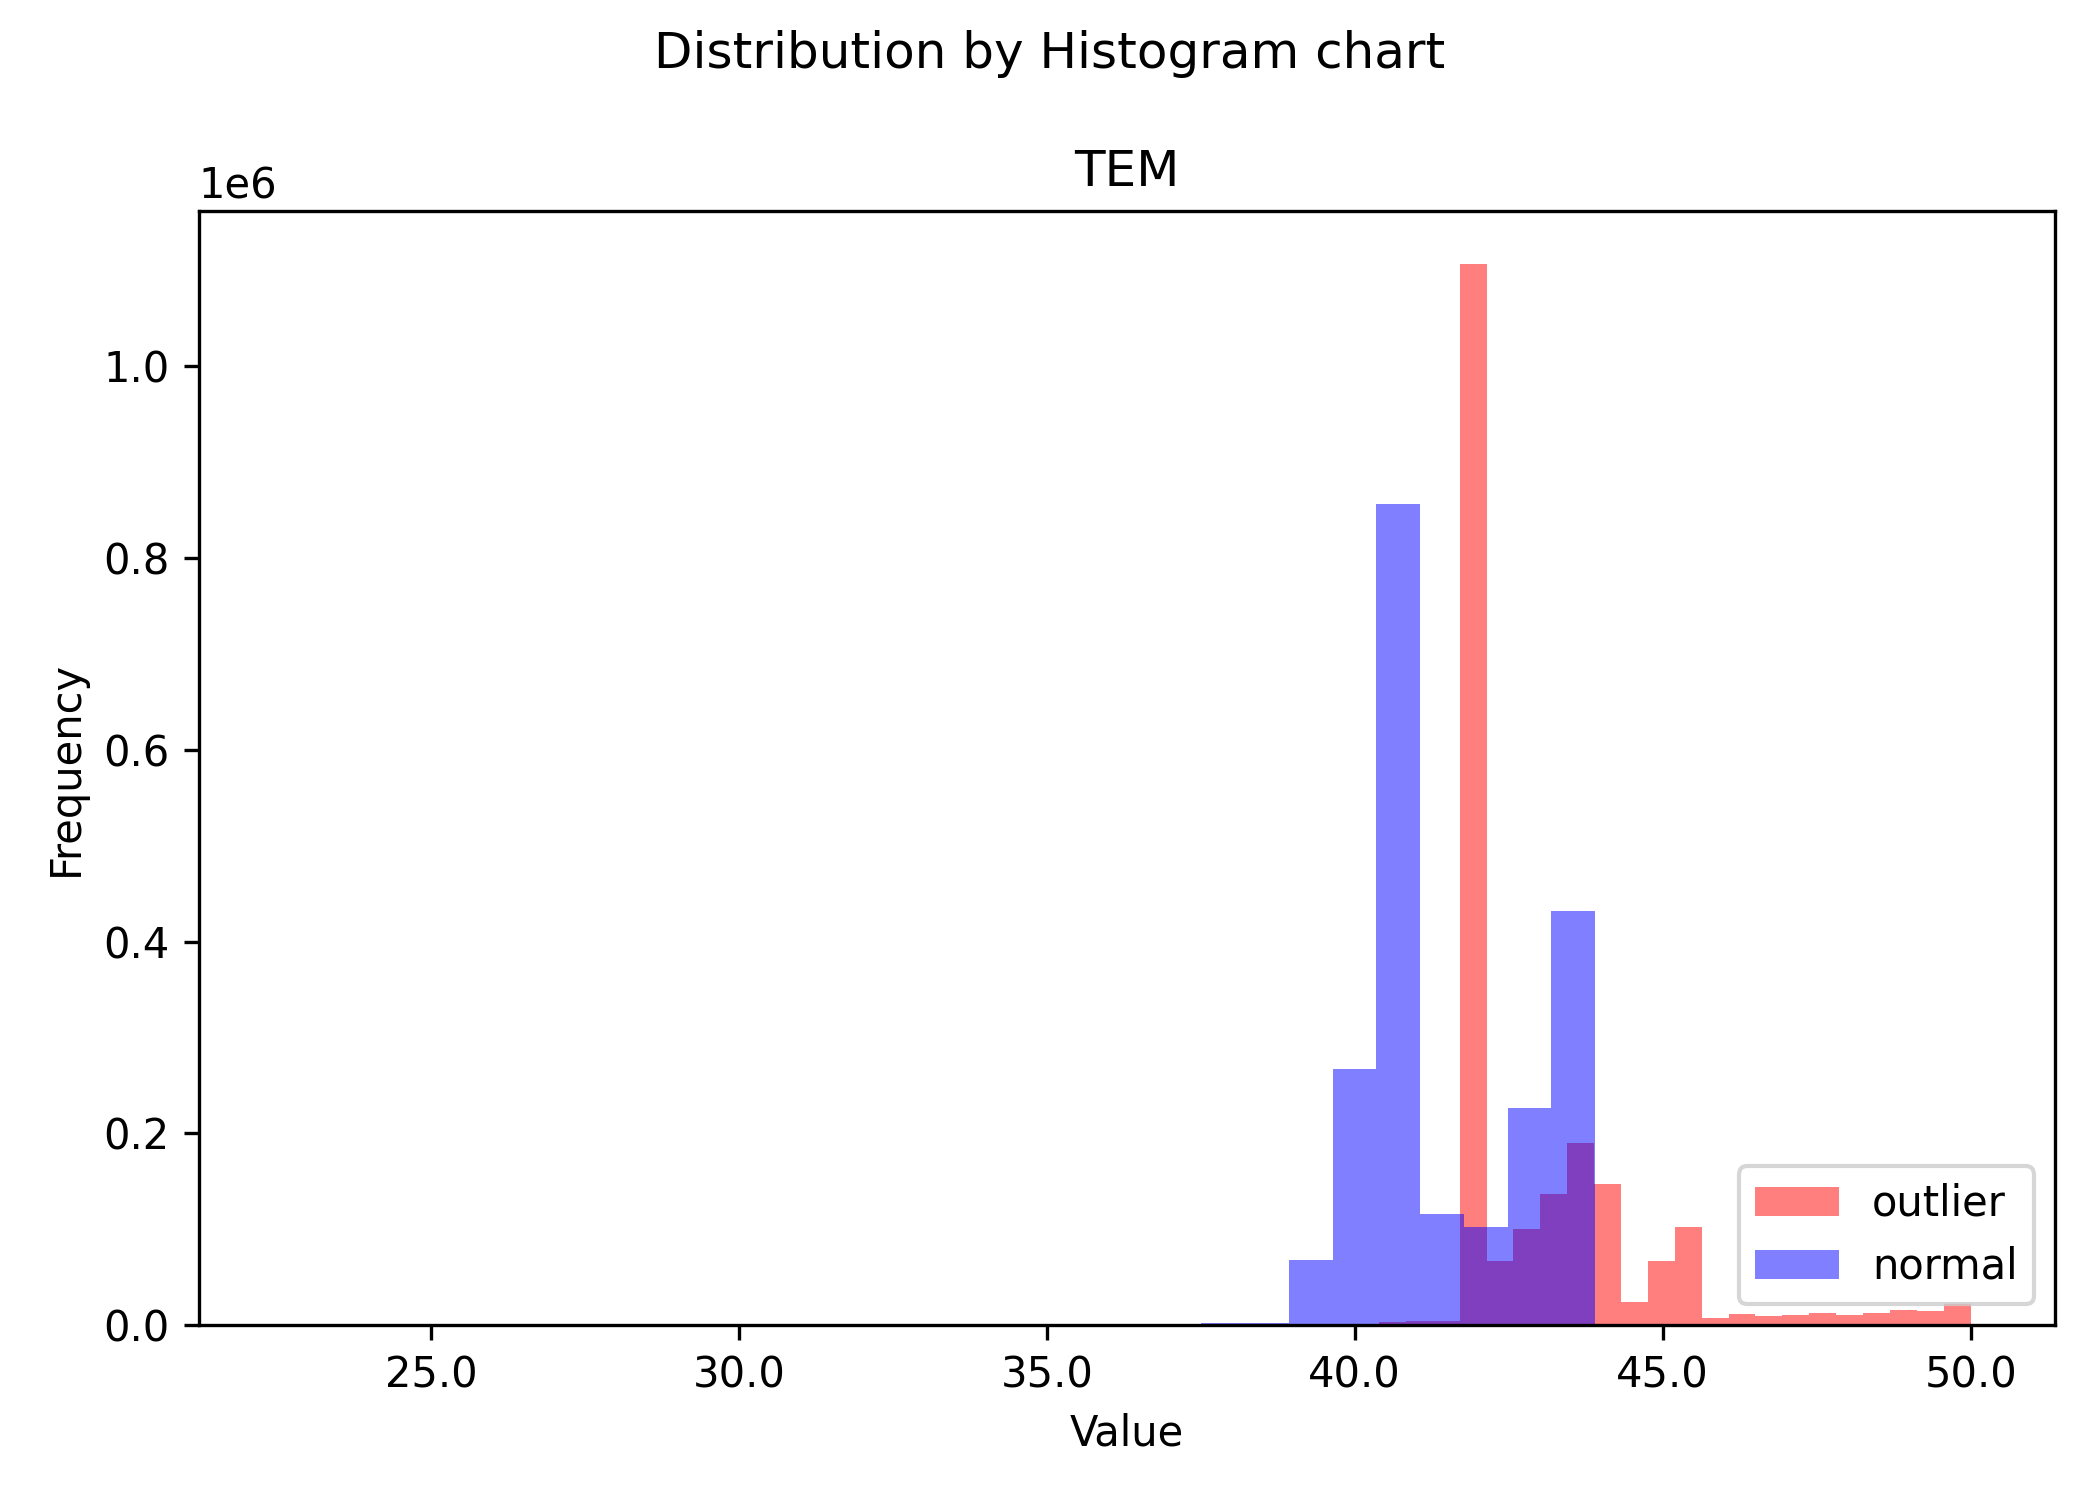 Distribution by Histogram chart
TEM
1e6
1.0
0.8
0.6
0.4
0.2
0.0
Frequency
25.0 30.0 35.0 40.0 45.0 50.0
Value
outlier
normal